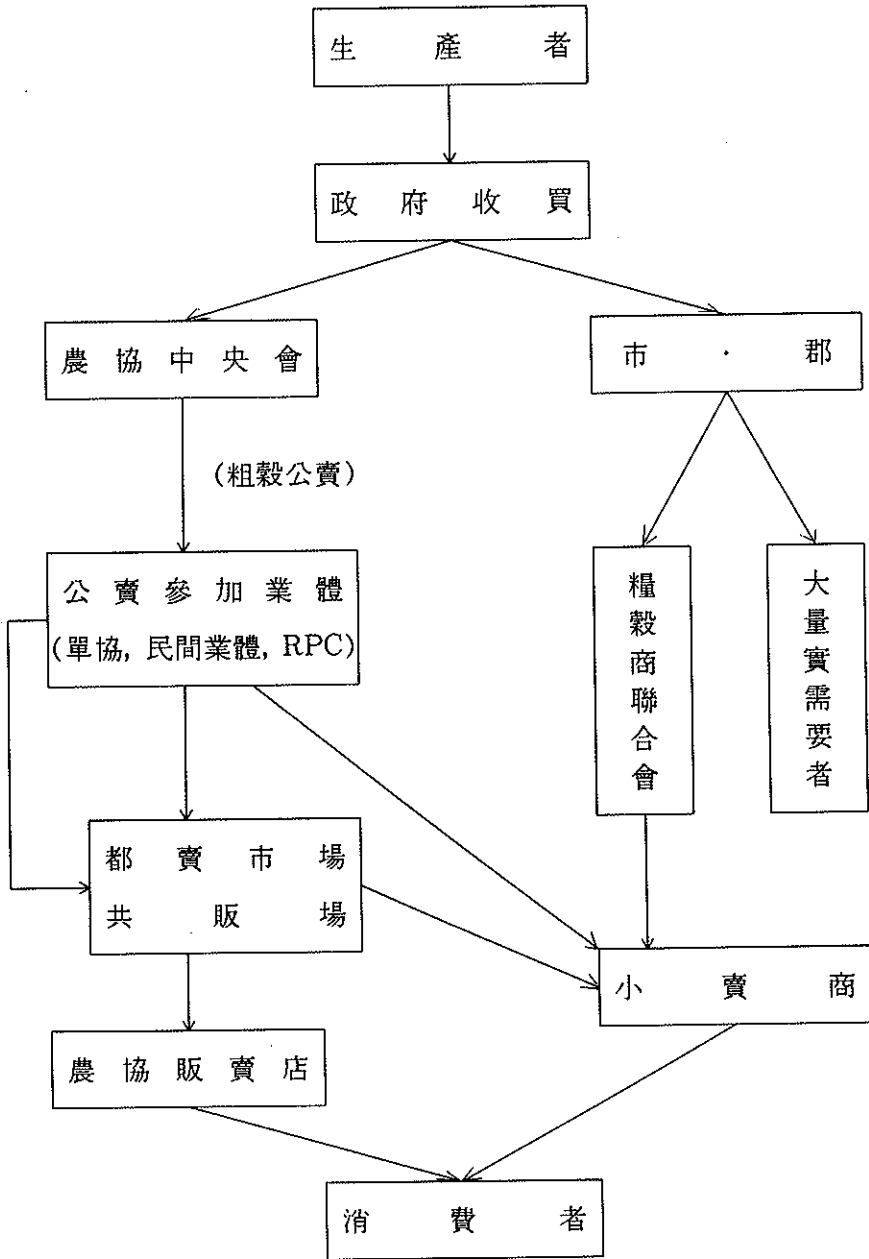 生產者
政府收買
農協中央會
市·郡
(粗穀公賣)
公賣參加業體
(單協, 民間業體, RPC)
糧穀商聯合會
大量實需要者
都賣市場
共販場
小賣商
農協販賣店
消費者